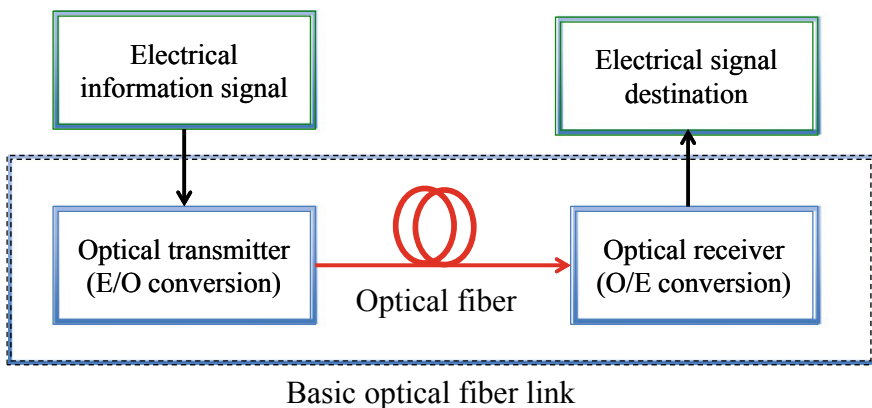 Electrical
information signal
Electrical signal
destination
Optical transmitter
(E/O conversion)
Optical fiber
Optical receiver
(O/E conversion)
Basic optical fiber link